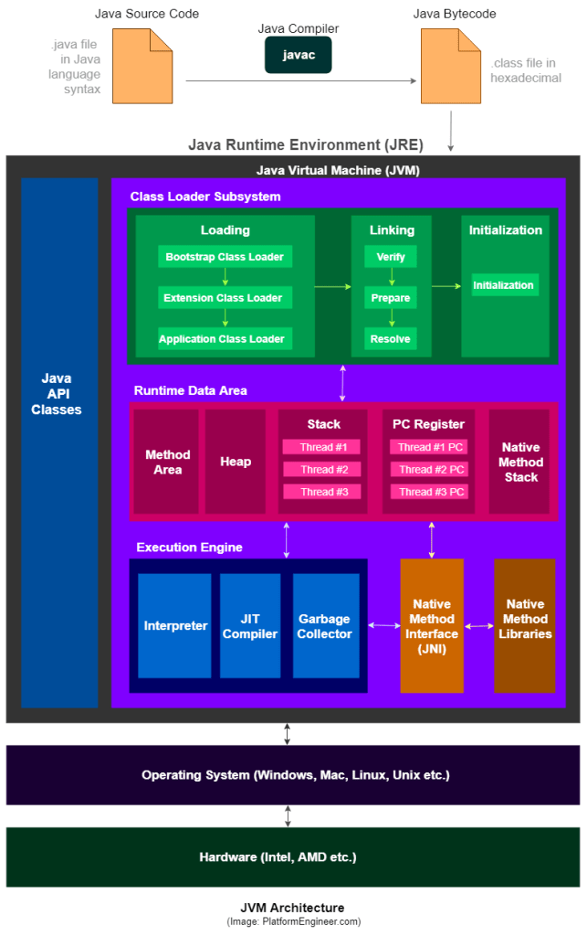 Java Source Code
Java Compiler
Java Bytecode
.java file
in Java
language
syntax
javac
.class file in
hexadecimal
Java Runtime Environment (JRE)
Java Virtual Machine (JVM)
Java
API
Classes
Class Loader Subsystem
Loading
Bootstrap Class Loader
Extension Class Loader
Application Class Loader
Linking
Verify
Prepare
Resolve
Initialization
Initialization
Runtime Data Area
Method
Area
Heap
Stack
Thread #1
Thread #2
Thread #3
PC Register
Thread #1 PC
Thread #2 PC
Thread #3 PC
Native
Method
Stack
Execution Engine
Interpreter
JIT
Compiler
Garbage
Collector
Native
Method
Interface
(JNI)
Native
Method
Libraries
Operating System (Windows, Mac, Linux, Unix etc.)
Hardware (Intel, AMD etc.)
JVM Architecture
(Image: PlatformEngineer.com)